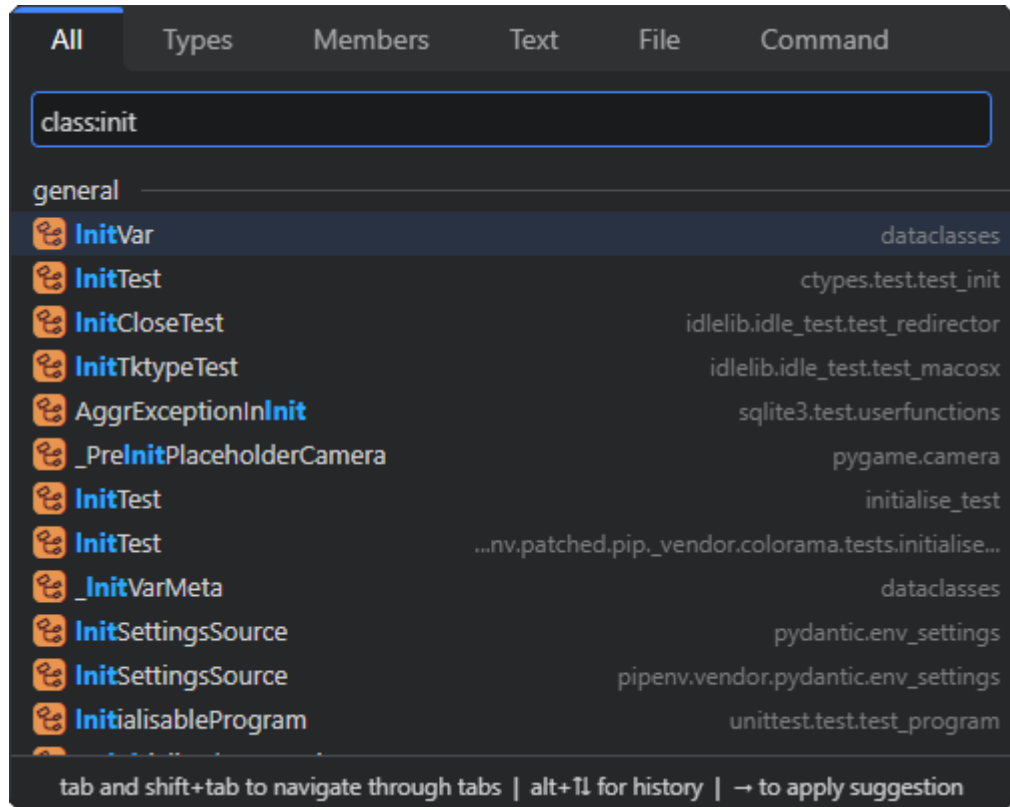 All Types Members Text File Command
class:init
general
InitVar dataclasses
InitTest ctypes.test.test_init
InitCloseTest idlelib.idle_test.test_redirector
InitTktypeTest idlelib.idle_test.test_macosx
AggrExceptionInInit sqlite3.test.userfunctions
_PreInitPlaceholderCamera pygame.camera
InitTest initialise_test
InitTest ...nv.patched.pip._vendor.colorama.tests.initialise...
_InitVarMeta dataclasses
InitSettingsSource pydantic.env_settings
InitSettingsSource pipenv.vendor.pydantic.env_settings
InitialisableProgram unittest.test.test_program
tab and shift+tab to navigate through tabs | alt+⇅ for history | → to apply suggestion